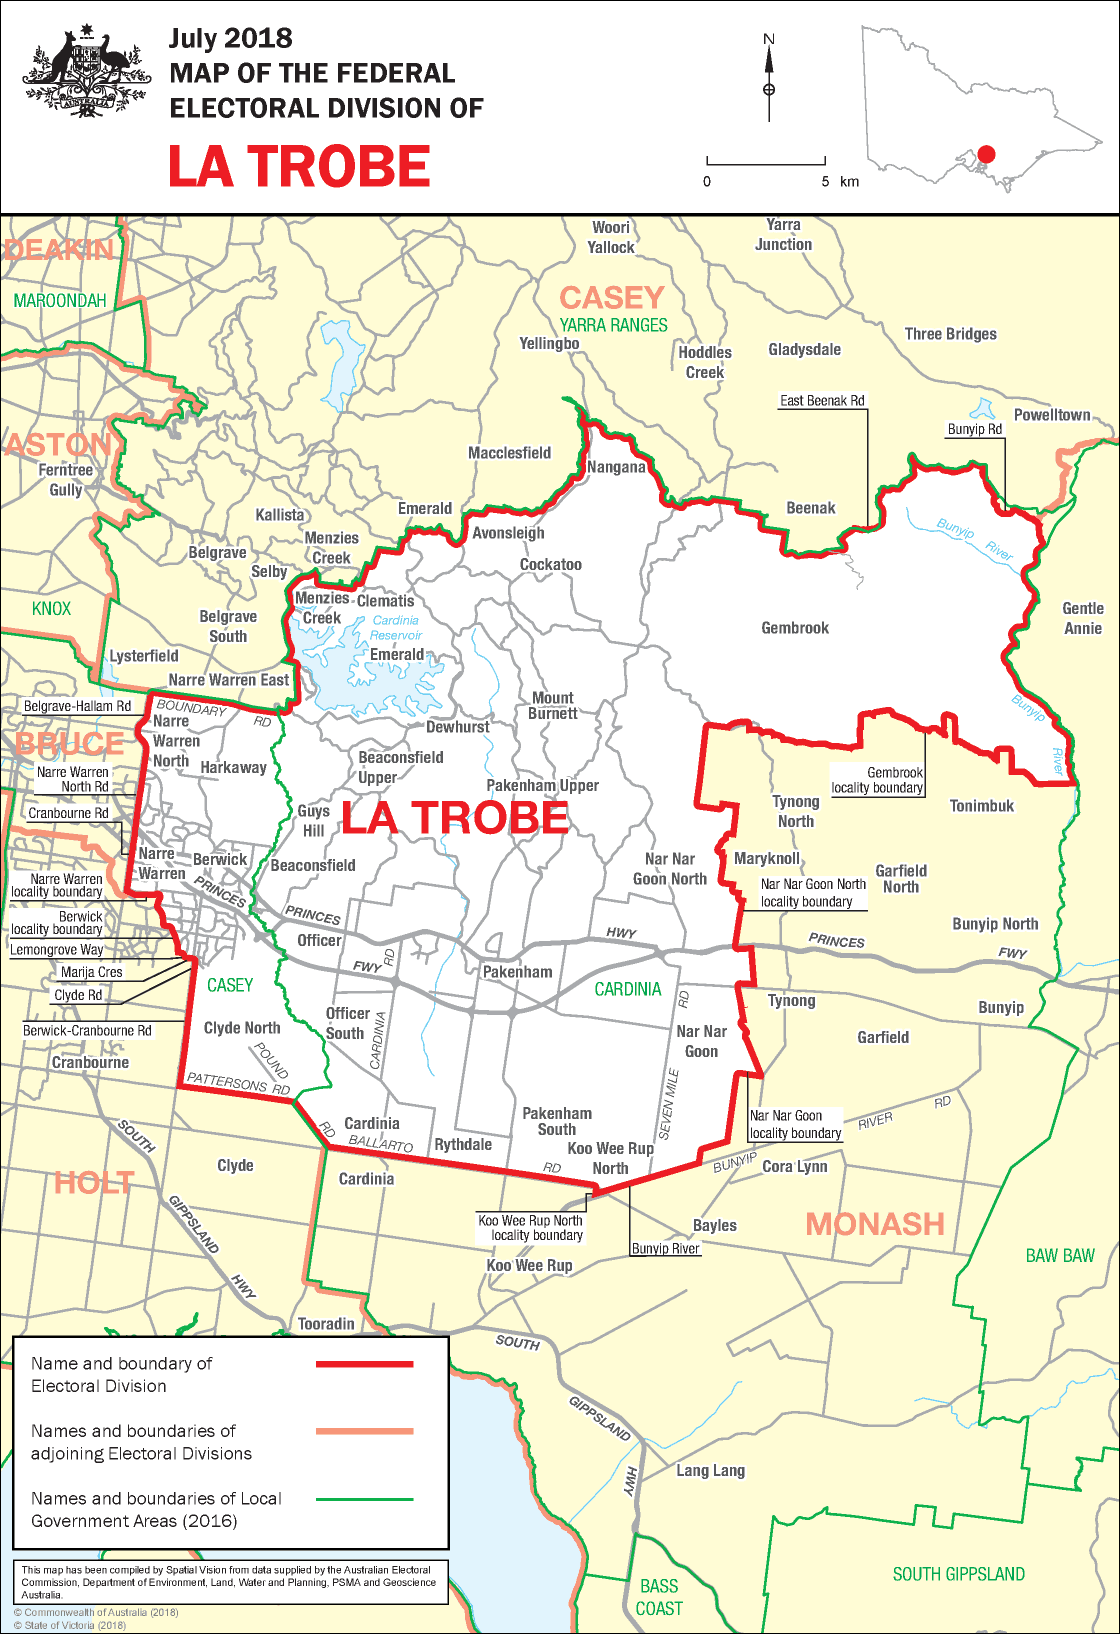 July 2018
MAP OF THE FEDERAL
ELECTORAL DIVISION OF
LA TROBE
AUSTRALIA
N
0 5 km
DEAKIN
MAROONDAH
Woori
Yallock
Yarra
Junction
CASEY
YARRA RANGES
Yellingbo
Hoddles
Creek
Gladysdale
Three Bridges
East Beenak Rd
Powelltown
Bunyip Rd
ASTON
Ferntree
Gully
Macclesfield
Nangana
Kallista
Emerald
Beenak
Avonsleigh
Menzies
Creek
Belgrave
Selby
Cockatoo
Bunyip River
KNOX
Belgrave
South
Menzies
Creek
Clematis
Cardinia
Reservoir
Emerald
Gembrook
Gentle
Annie
Lysterfield
Narre Warren East
Belgrave-Hallam Rd
BOUNDARY RD
Mount
Burnett
Bunyip
River
BRUCE
Narre
Warren
North
Harkaway
Dewhurst
Beaconsfield
Upper
Narre Warren
North Rd
Pakenham Upper
Gembrook
locality boundary
Cranbourne Rd
Guys
Hill
LA TROBE
Tynong
North
Tonimbuk
Narre
Warren
Berwick
Beaconsfield
Nar Nar
Goon North
Maryknoll
Garfield
North
Narre Warren
locality boundary
PRINCES
Nar Nar Goon North
locality boundary
Berwick
locality boundary
PRINCES
HWY
Bunyip North
Lemongrove Way
Officer
PRINCES
FWY
Marija Cres
FWY
RD
Pakenham
Clyde Rd
CASEY
CARDINIA
Tynong
Bunyip
Berwick-Cranbourne Rd
Clyde North
Officer
South
CARDINIA
RD
Nar Nar
Goon
Garfield
Cranbourne
POUND
PATTERSONS RD
SEVEN MILE
SOUTH
RD
Cardinia
BALLARTO
Rythdale
Pakenham
South
Koo Wee Rup
North
RD
Nar Nar Goon
locality boundary
RIVER
RD
BUNYIP
Cora Lynn
HOLT
Clyde
Cardinia
GIPPSLAND
Koo Wee Rup North
locality boundary
Bayles
MONASH
Bunyip River
Koo Wee Rup
BAW BAW
HWY
Tooradin
SOUTH
GIPPSLAND
HWY
Lang Lang
BASS
COAST
SOUTH GIPPSLAND
Name and boundary of
Electoral Division
Names and boundaries of
adjoining Electoral Divisions
Names and boundaries of Local
Government Areas (2016)
This map has been compiled by Spatial Vision from data supplied by the Australian Electoral
Commission, Department of Environment, Land, Water and Planning, PSMA and Geoscience
Australia.
© Commonwealth of Australia (2018)
© State of Victoria (2018)